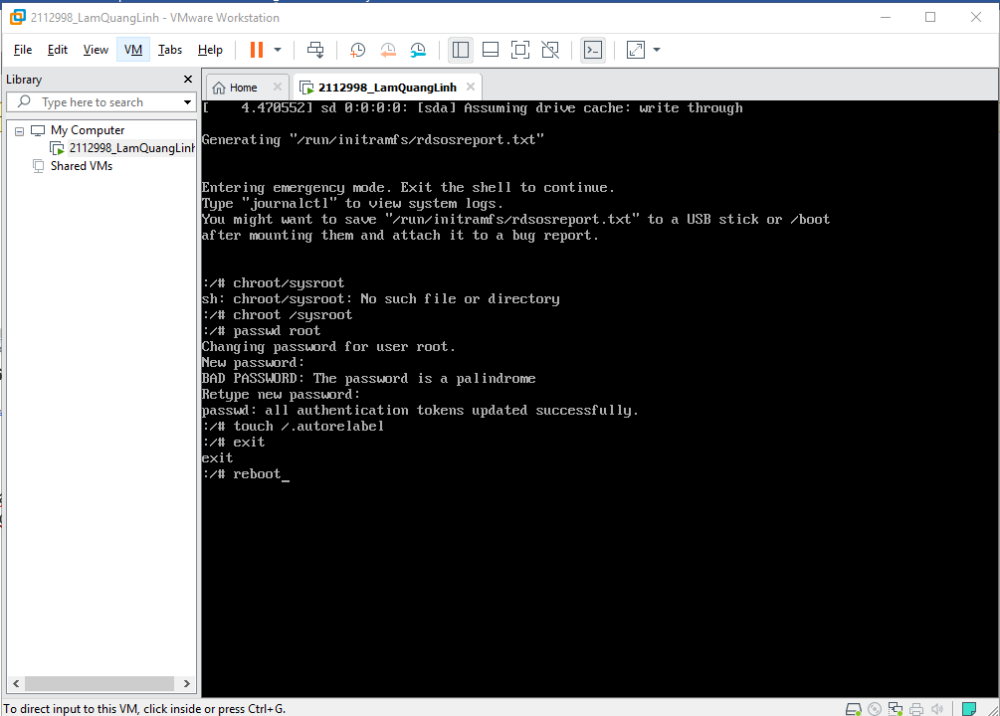 2112998_LamQuangLinh - VMware Workstation
File Edit View VM Tabs Help
Library
Type here to search
My Computer
2112998_LamQuangLinh
Shared VMs
Home
2112998_LamQuangLinh
[    4.470552] sd 0:0:0:0: [sda] Assuming drive cache: write through
Generating "/run/initramfs/rdsosreport.txt"
Entering emergency mode. Exit the shell to continue.
Type "journalctl" to view system logs.
You might want to save "/run/initramfs/rdsosreport.txt" to a USB stick or /boot
after mounting them and attach it to a bug report.
:/# chroot/sysroot
sh: chroot/sysroot: No such file or directory
:/# chroot /sysroot
:/# passwd root
Changing password for user root.
New password:
BAD PASSWORD: The password is a palindrome
Retype new password:
passwd: all authentication tokens updated successfully.
:/# touch /.autorelabel
:/# exit
exit
:/# reboot_
To direct input to this VM, click inside or press Ctrl+G.